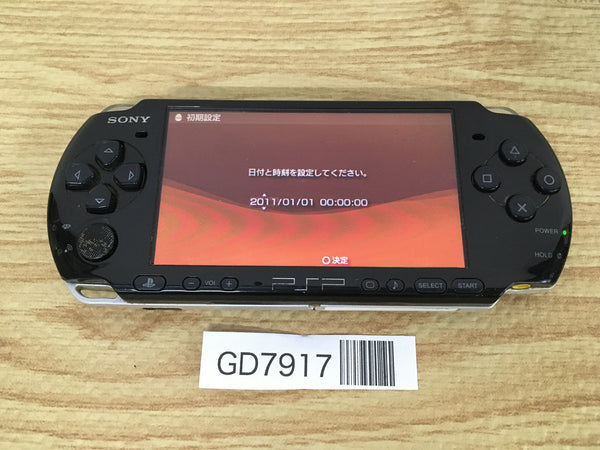 SONY
初期設定
日付と時刻を設定してください。
2011/01/01 00:00:00
決定
POWER
HOLD
VOL
PSP
SELECT
START
GD7917